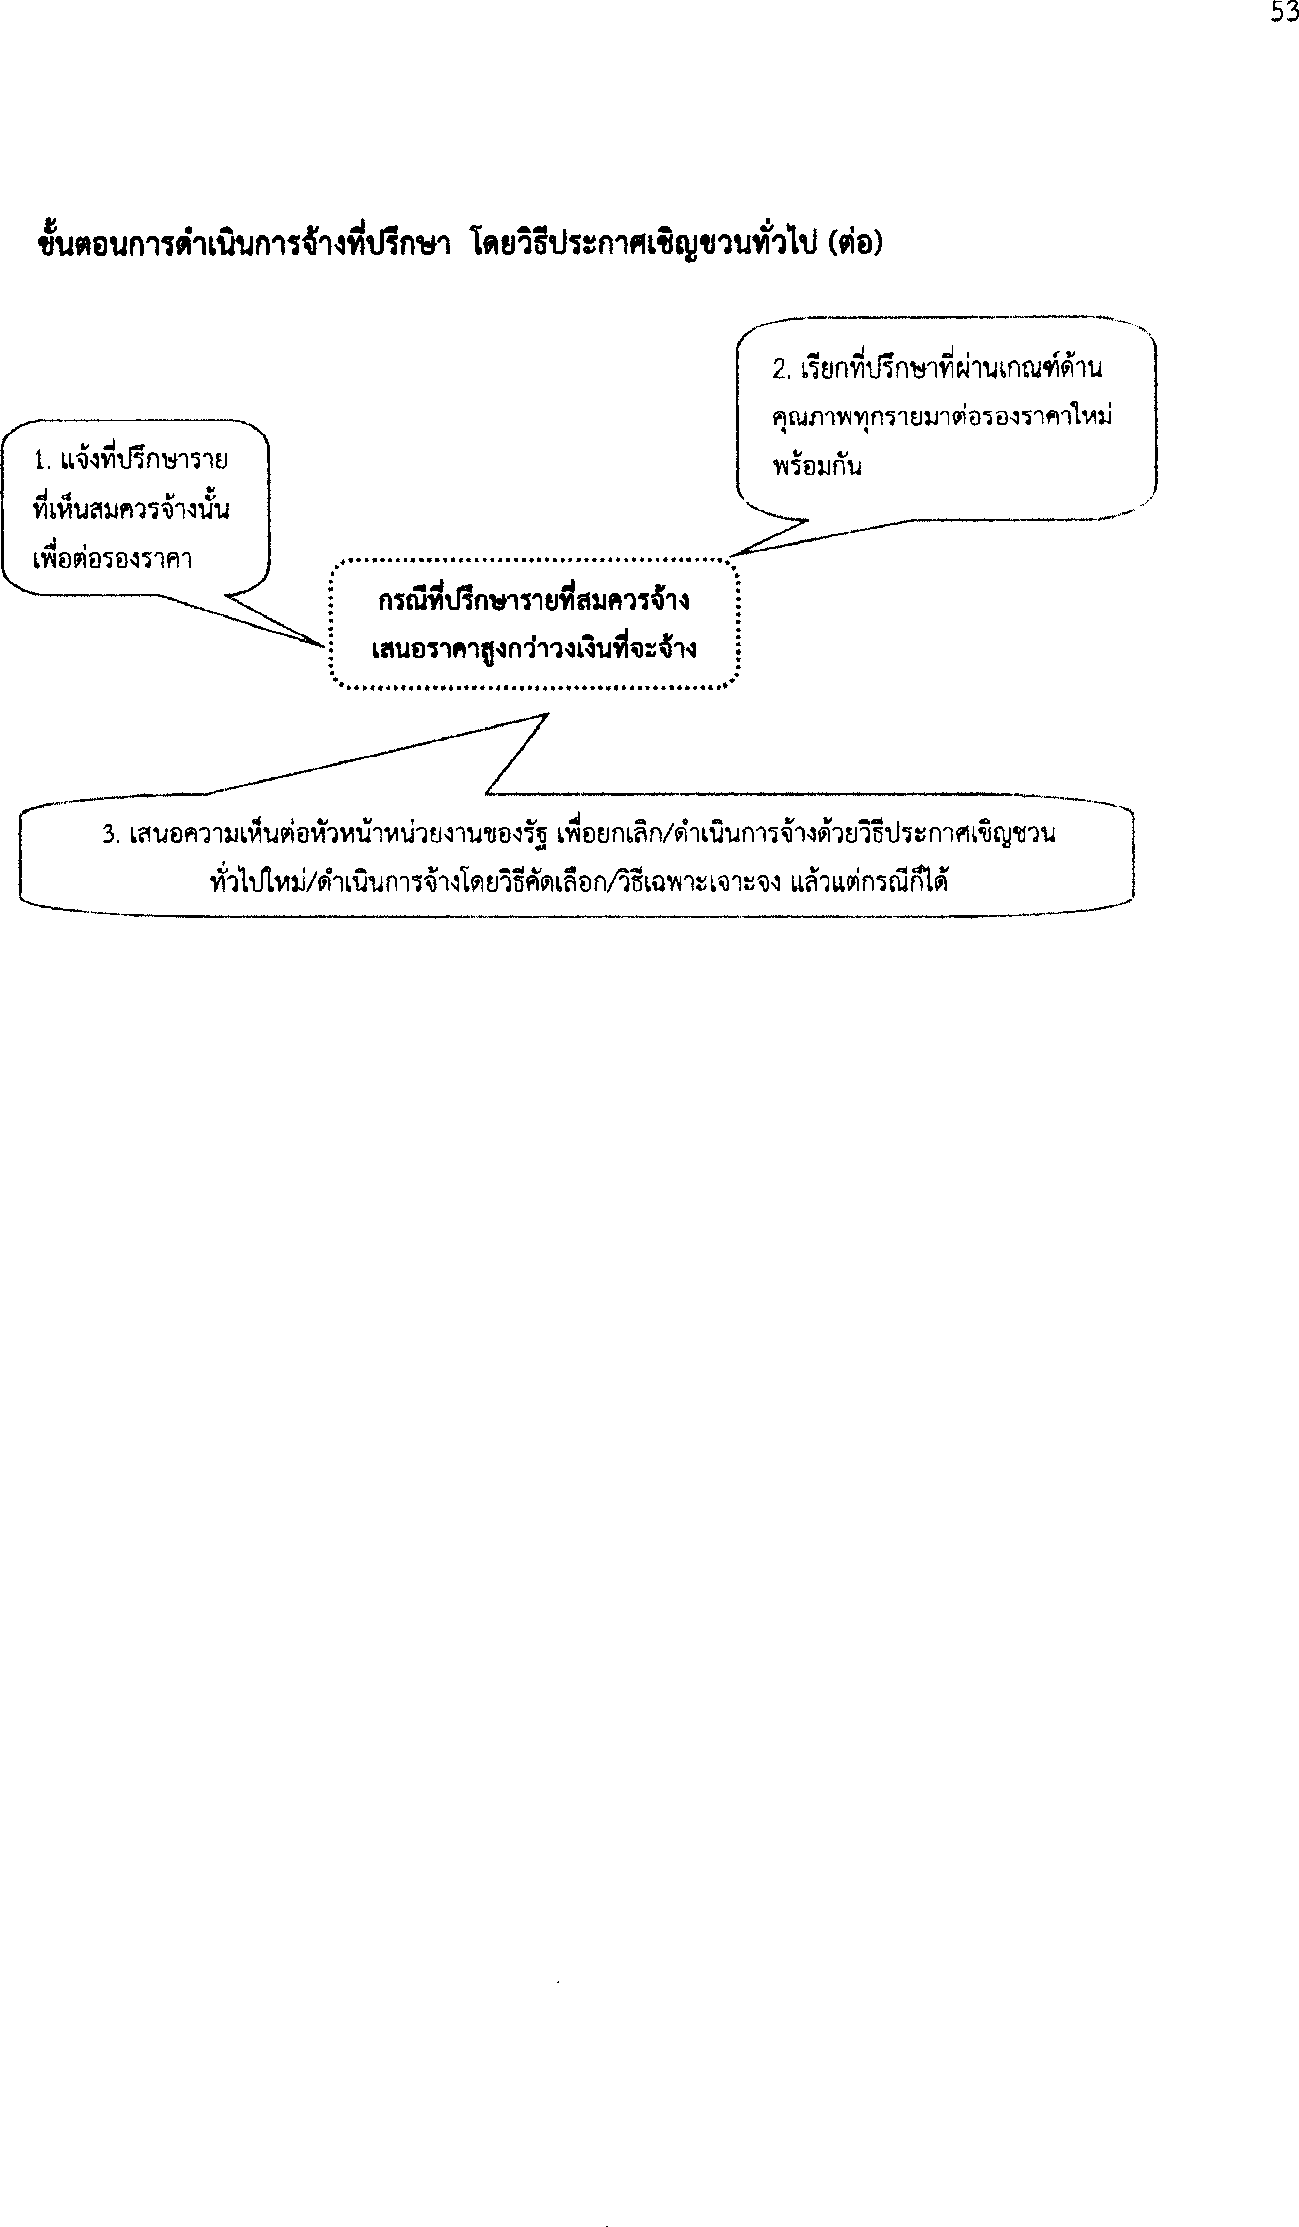 53
ขั้นตอนการดำเนินการจ้างที่ปรึกษา โดยวิธีประกาศเชิญชวนทั่วไป (ต่อ)
1. แจ้งที่ปรึกษาราย
ที่เห็นสมควรจ้างนั้น
เพื่อต่อรองราคา
2. เรียกที่ปรึกษาที่ผ่านเกณฑ์ด้าน
คุณภาพทุกรายมาต่อรองราคาใหม่
พร้อมกัน
กรณีที่ปรึกษารายที่สมควรจ้าง
เสนอราคาสูงกว่าวงเงินที่จะจ้าง
3. เสนอความเห็นต่อหัวหน้าหน่วยงานของรัฐ เพื่อยกเลิก/ดำเนินการจ้างด้วยวิธีประกาศเชิญชวน
ทั่วไปใหม่/ดำเนินการจ้างโดยวิธีคัดเลือก/วิธีเฉพาะเจาะจง แล้วแต่กรณีก็ได้